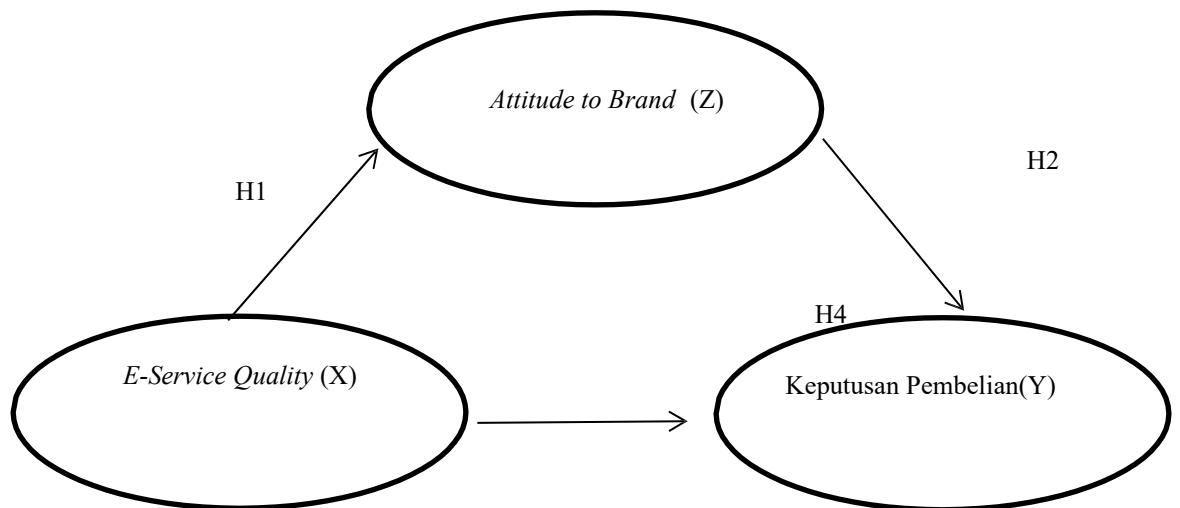 Attitude to Brand (Z)
H2
H1
H4
E-Service Quality (X)
Keputusan Pembelian(Y)